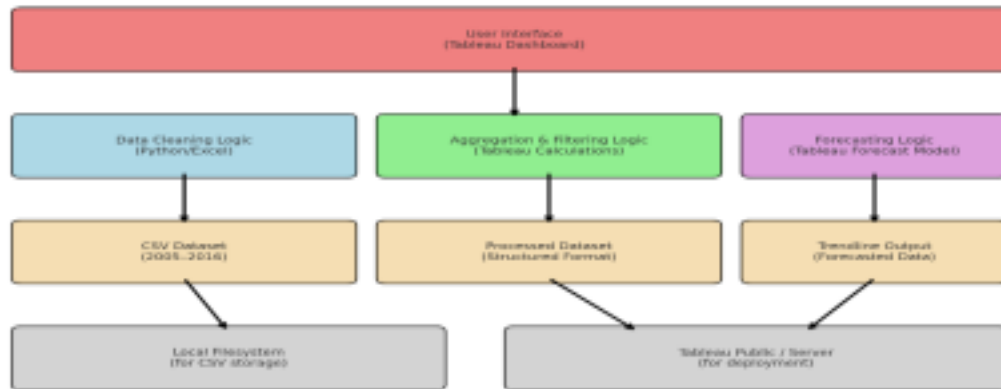 User Interface
(Tableau Dashboard)
Data Cleaning Logic
(Python/Excel)
Aggregation & Filtering Logic
(Tableau Calculations)
Forecasting Logic
(Tableau Forecast Model)
CSV Dataset
(2005–2016)
Processed Dataset
(Structured Format)
Trendline Output
(Forecasted Data)
Local Filesystem
(for CSV storage)
Tableau Public / Server
(for deployment)